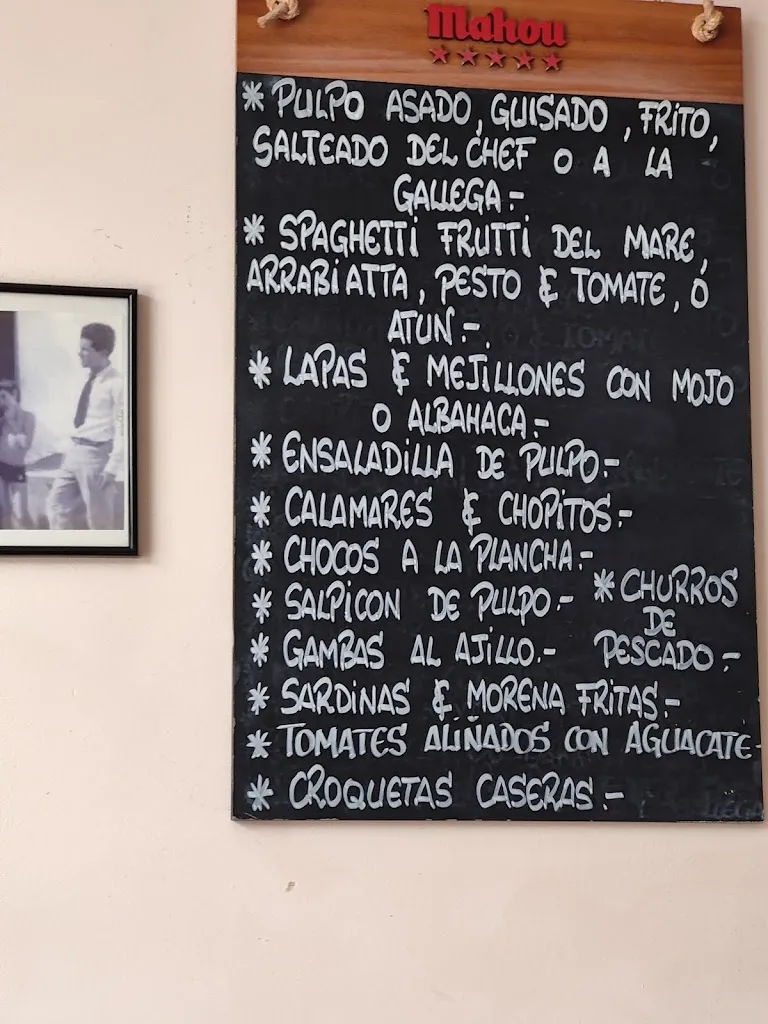 Mahou
* PULPO ASADO, GUISADO, FRITO,
SALTEADO DEL CHEF O A LA
GALLEGA.-
* SPAGHETTI FRUTTI DEL MARE,
ARRABIATTA, PESTO & TOMATE, O
ATUN.-.
* LAPAS & MEJILLONES CON MOJO
O ALBAHACA.-
* ENSALADILLA DE PULPO.-
* CALAMARES & CHOPITOS.-
* CHOCOS A LA PLANCHA.-
* SALPICON DE PULPO.-
* GAMBAS AL AJILLO.-
* CHURROS
DE
PESCADO.-
* SARDINAS & MORENA FRITAS.-
* TOMATES ALIÑADOS CON AGUACATE-
* CROQUETAS CASERAS.-